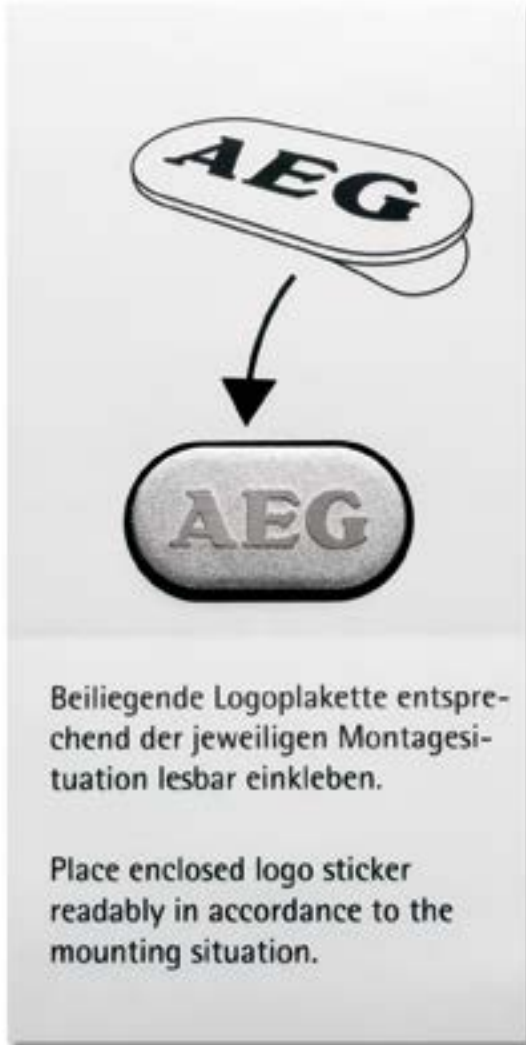 AEG
AEG
Beiliegende Logoplakette entspre-
chend der jeweiligen Montagesi-
tuation lesbar einkleben.
Place enclosed logo sticker
readably in accordance to the
mounting situation.